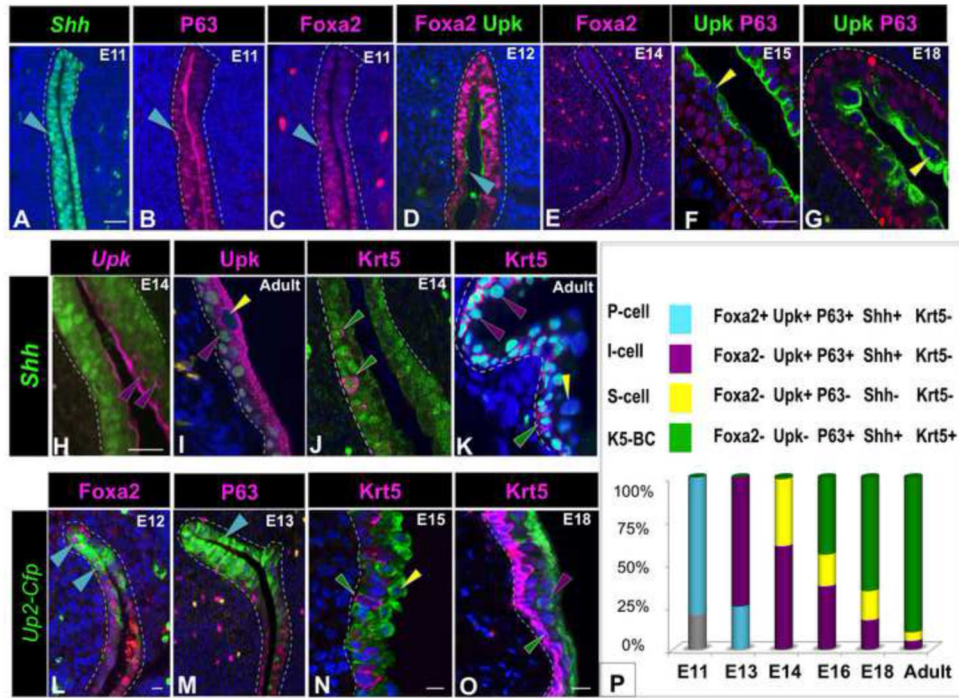 Shh P63 Foxa2 Foxa2 Upk Foxa2 Upk P63 Upk P63
E11 E11 E11 E12 E14 E15 E18
A B C D E F G
Upk Upk Krt5 Krt5
Shh
E14 Adult E14 Adult
H I J K
Foxa2 P63 Krt5 Krt5
Up2-Cfp
E12 E13 E15 E18
L M N O
P-cell Foxa2+ Upk+ P63+ Shh+ Krt5-
I-cell Foxa2- Upk+ P63+ Shh+ Krt5-
S-cell Foxa2- Upk+ P63- Shh- Krt5-
K5-BC Foxa2- Upk- P63+ Shh+ Krt5+
100%
75%
50%
25%
0%
E11 E13 E14 E16 E18 Adult
P